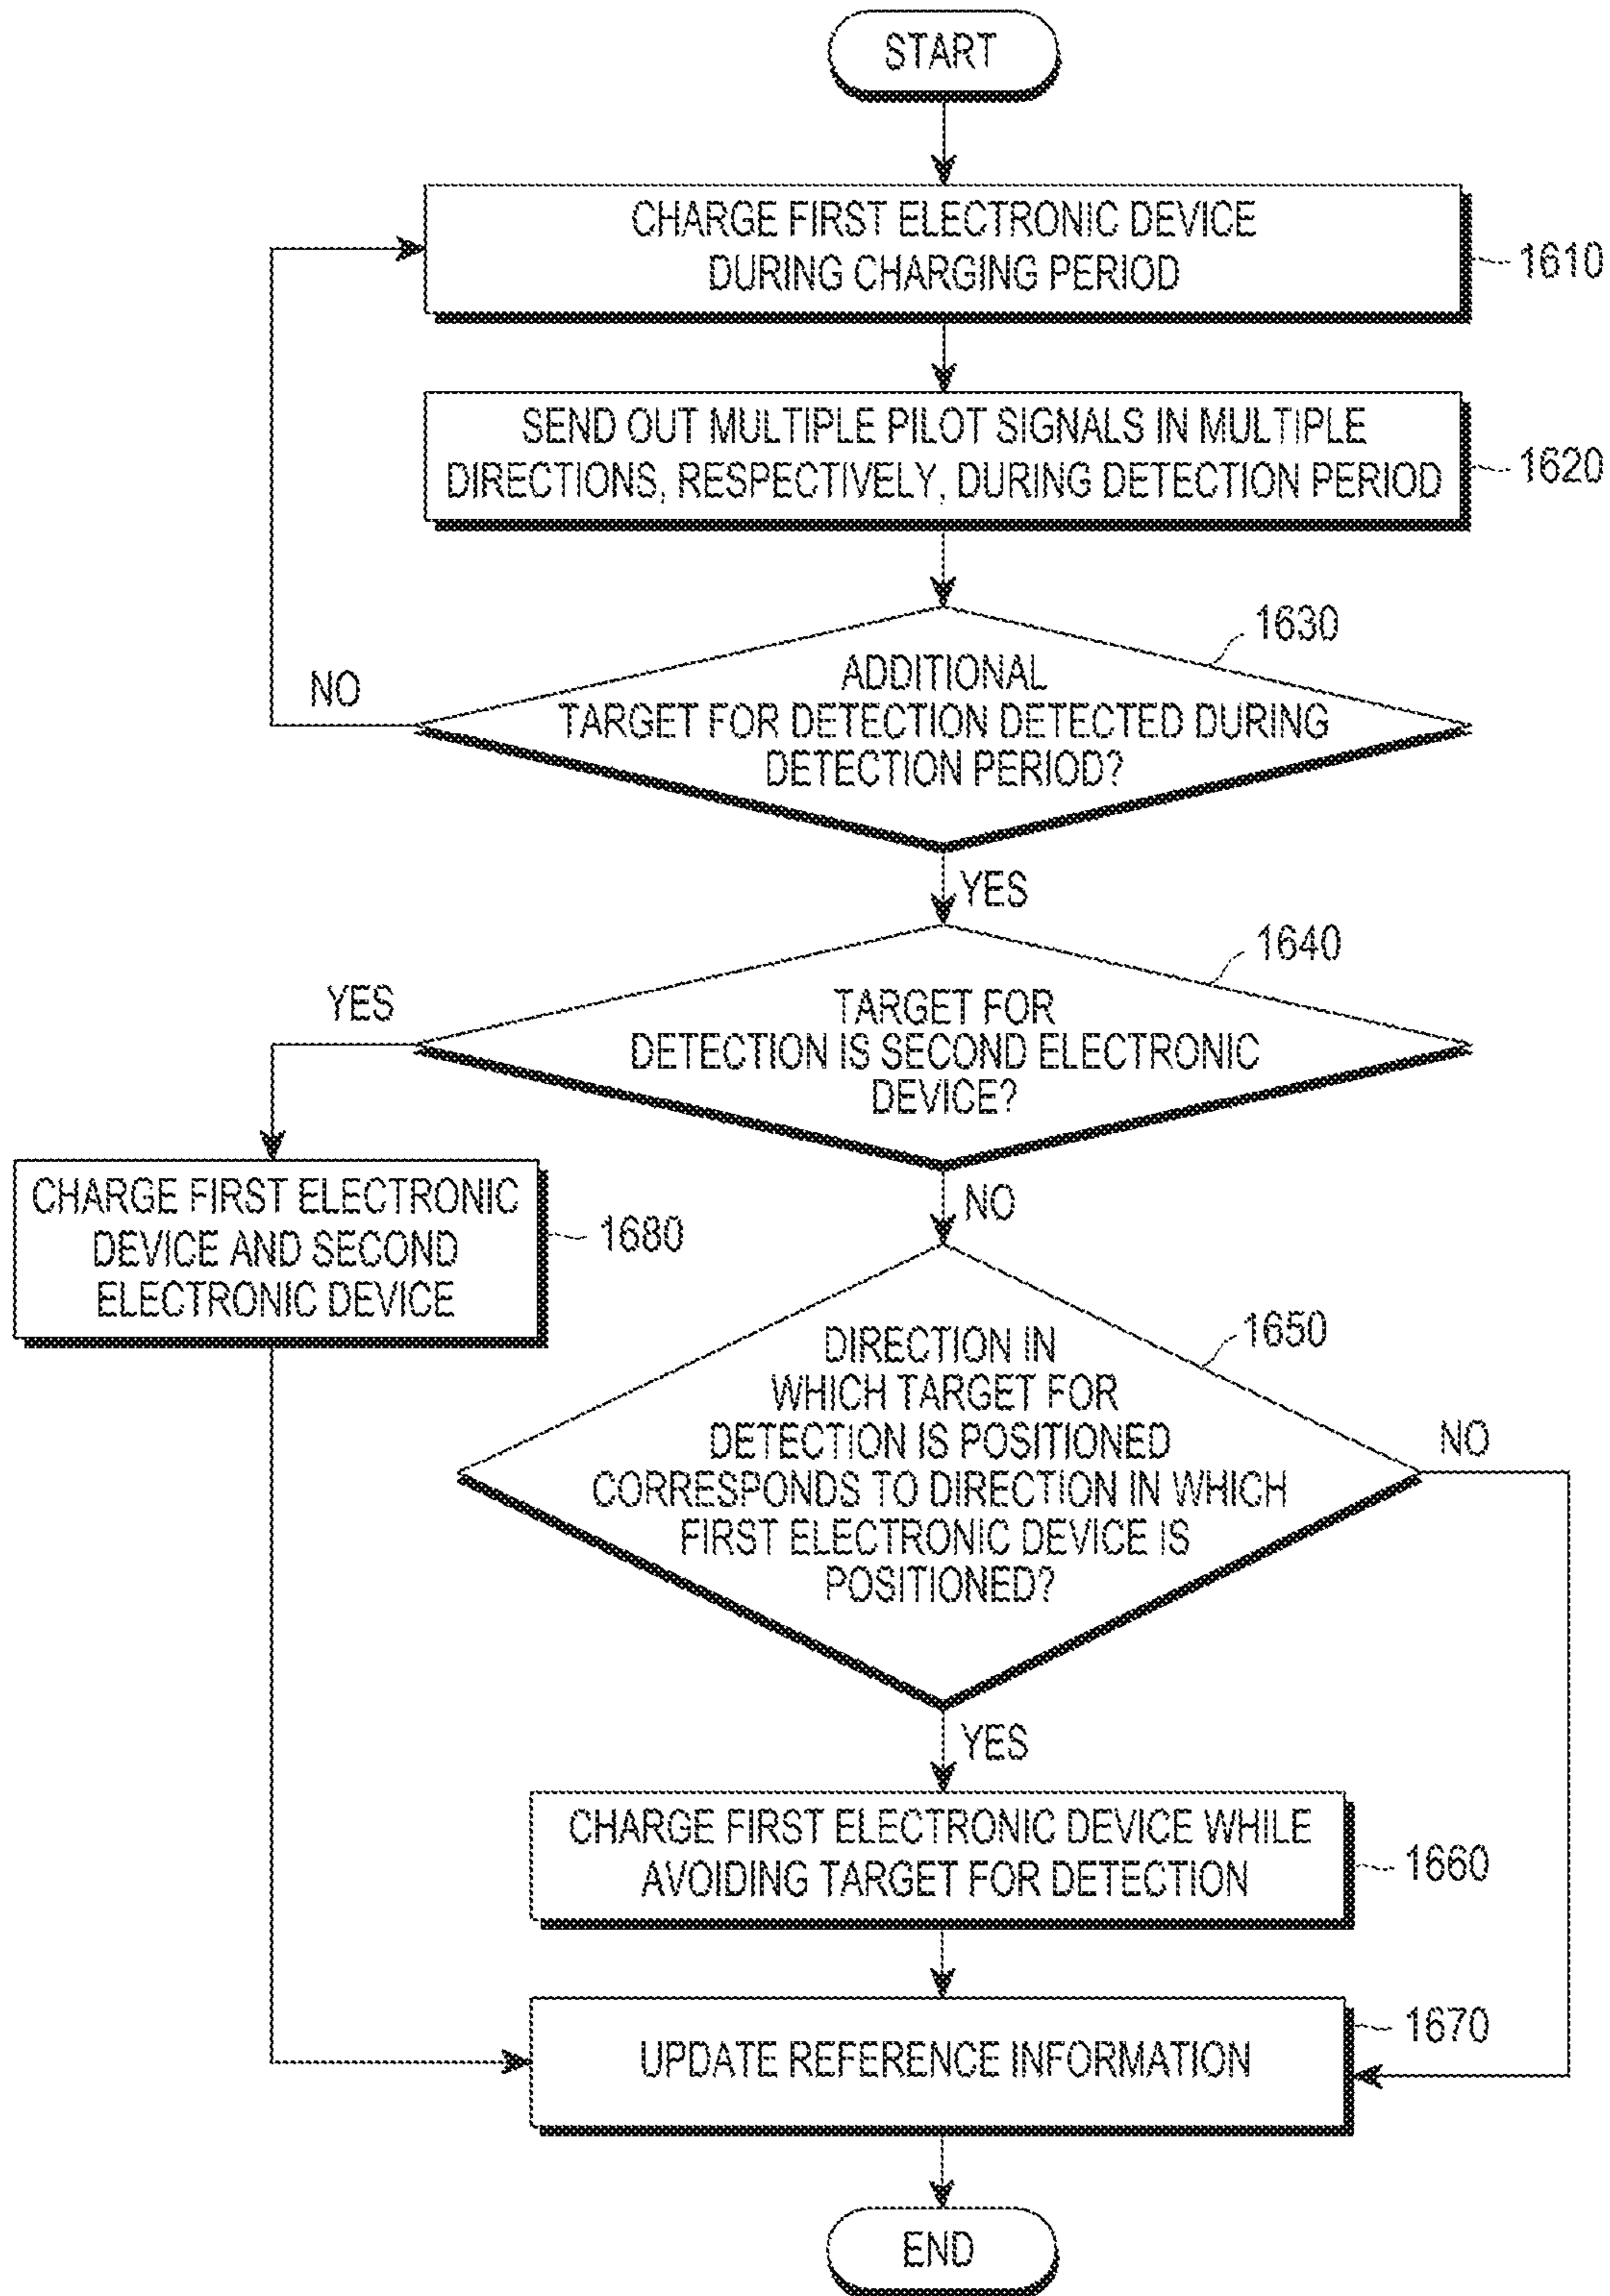 START
CHARGE FIRST ELECTRONIC DEVICE
DURING CHARGING PERIOD
1610
SEND OUT MULTIPLE PILOT SIGNALS IN MULTIPLE
DIRECTIONS, RESPECTIVELY, DURING DETECTION PERIOD
1620
1630
ADDITIONAL
TARGET FOR DETECTION DETECTED DURING
DETECTION PERIOD?
NO
YES
1640
TARGET FOR
DETECTION IS SECOND ELECTRONIC
DEVICE?
YES
NO
CHARGE FIRST ELECTRONIC
DEVICE AND SECOND
ELECTRONIC DEVICE
1680
1650
DIRECTION IN
WHICH TARGET FOR
DETECTION IS POSITIONED
CORRESPONDS TO DIRECTION IN WHICH
FIRST ELECTRONIC DEVICE IS
POSITIONED?
NO
YES
CHARGE FIRST ELECTRONIC DEVICE WHILE
AVOIDING TARGET FOR DETECTION
1660
UPDATE REFERENCE INFORMATION
1670
END